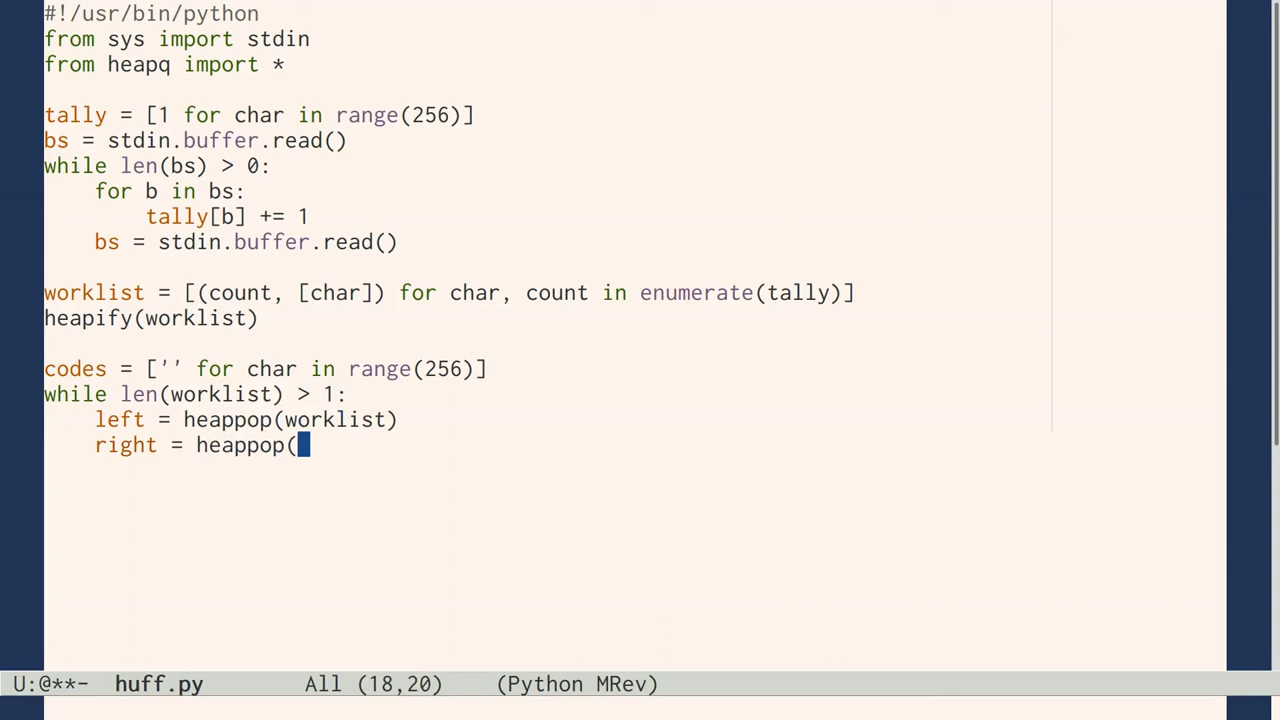 #!/usr/bin/python
from sys import stdin
from heapq import *

tally = [1 for char in range(256)]
bs = stdin.buffer.read()
while len(bs) > 0:
    for b in bs:
        tally[b] += 1
    bs = stdin.buffer.read()

worklist = [(count, [char]) for char, count in enumerate(tally)]
heapify(worklist)

codes = ['' for char in range(256)]
while len(worklist) > 1:
    left = heappop(worklist)
    right = heappop(
U:@**-  huff.py        All (18,20)    (Python MRev)